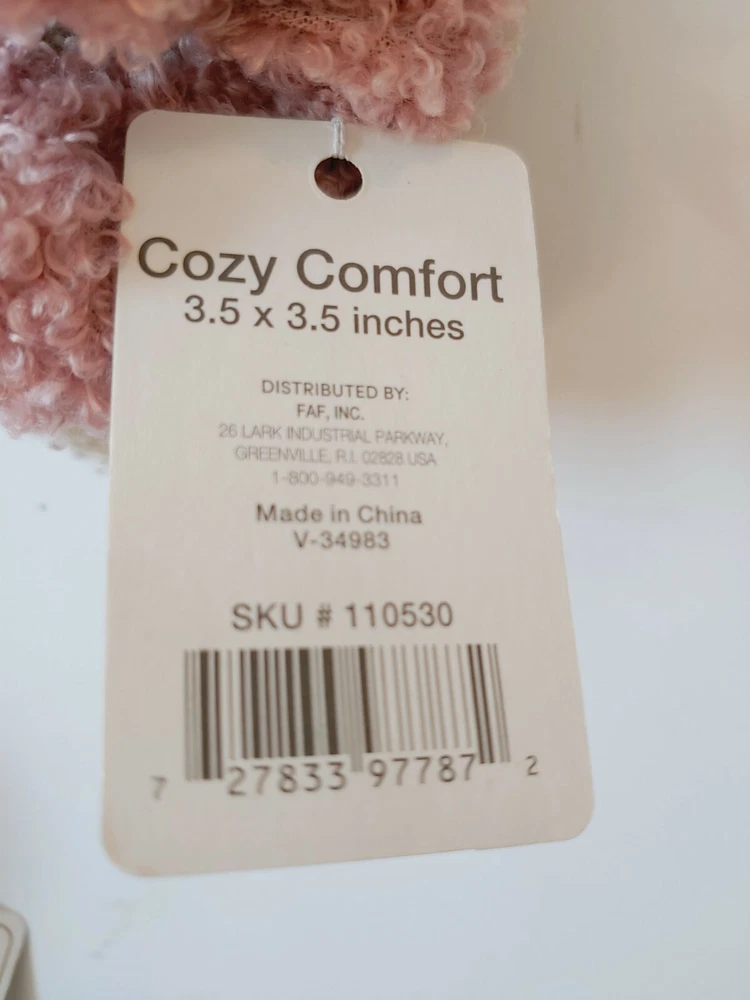 Cozy Comfort
3.5 x 3.5 inches
DISTRIBUTED BY:
FAF, INC.
26 LARK INDUSTRIAL PARKWAY,
GREENVILLE, R.I. 02828 USA
1-800-949-3311
Made in China
V-34983
SKU # 110530
7 27833 97787 2